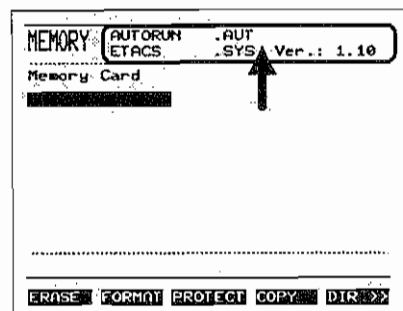 MEMORY
AUTORUN .AUT
ETACS .SYS Ver.: 1.10
Memory Card
ERASE FORMAT PROTECT COPY DIR >>